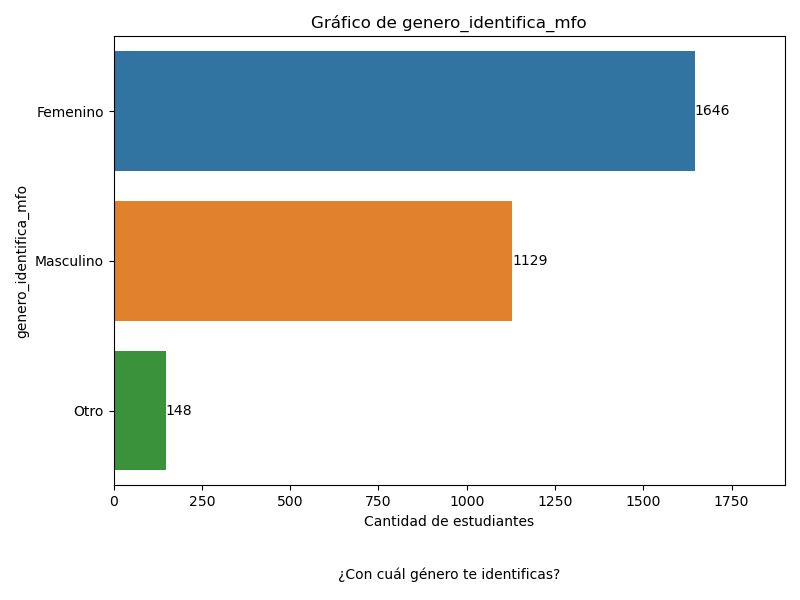 Gráfico de genero_identifica_mfo
genero_identifica_mfo
Femenino
1646
Masculino
1129
Otro
148
0 250 500 750 1000 1250 1500 1750
Cantidad de estudiantes
¿Con cuál género te identificas?